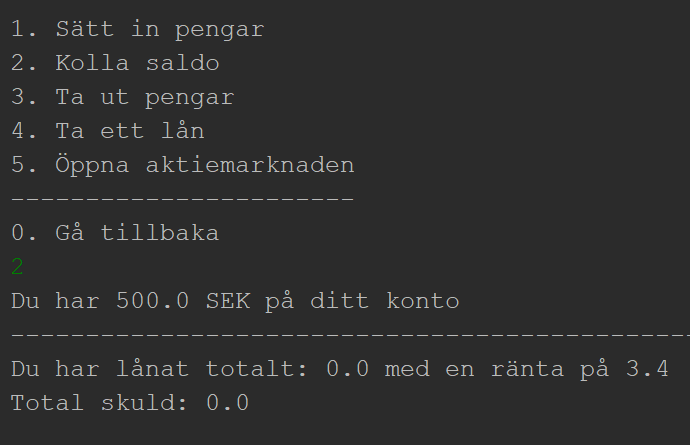 1. Sätt in pengar
2. Kolla saldo
3. Ta ut pengar
4. Ta ett lån
5. Öppna aktiemarknaden
-----------------------
0. Gå tillbaka
2
Du har 500.0 SEK på ditt konto
----------------------------------------------
Du har lånat totalt: 0.0 med en ränta på 3.4
Total skuld: 0.0